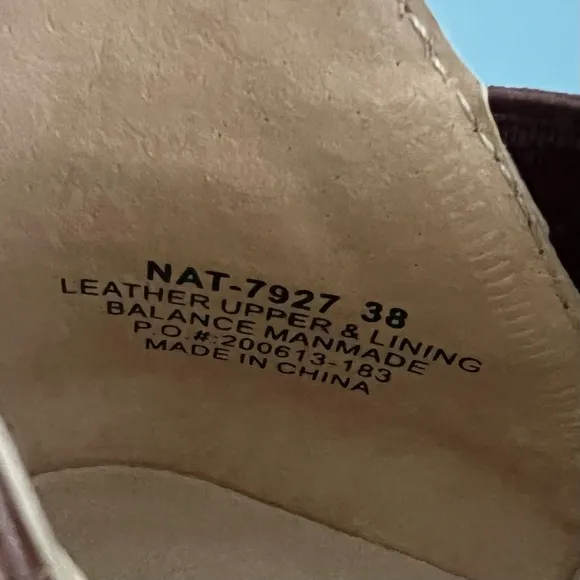 NAT-7927 38
LEATHER UPPER & LINING
BALANCE MANMADE
P.O.#:200613-183
MADE IN CHINA